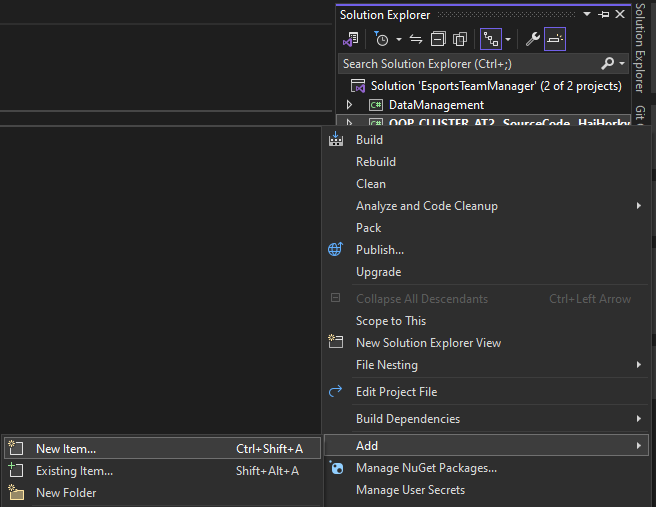 Solution Explorer
Search Solution Explorer (Ctrl+;)
Solution 'EsportsTeamManager' (2 of 2 projects)
C# DataManagement
C# OOP_CLUSTER_AT2_SourceCode_HaiHorky
Solution Explorer
Git
Build
Rebuild
Clean
Analyze and Code Cleanup
Pack
Publish...
Upgrade
Collapse All Descendants Ctrl+Left Arrow
Scope to This
New Solution Explorer View
File Nesting
Edit Project File
Build Dependencies
New Item... Ctrl+Shift+A
Add
Existing Item... Shift+Alt+A
Manage NuGet Packages...
New Folder
Manage User Secrets